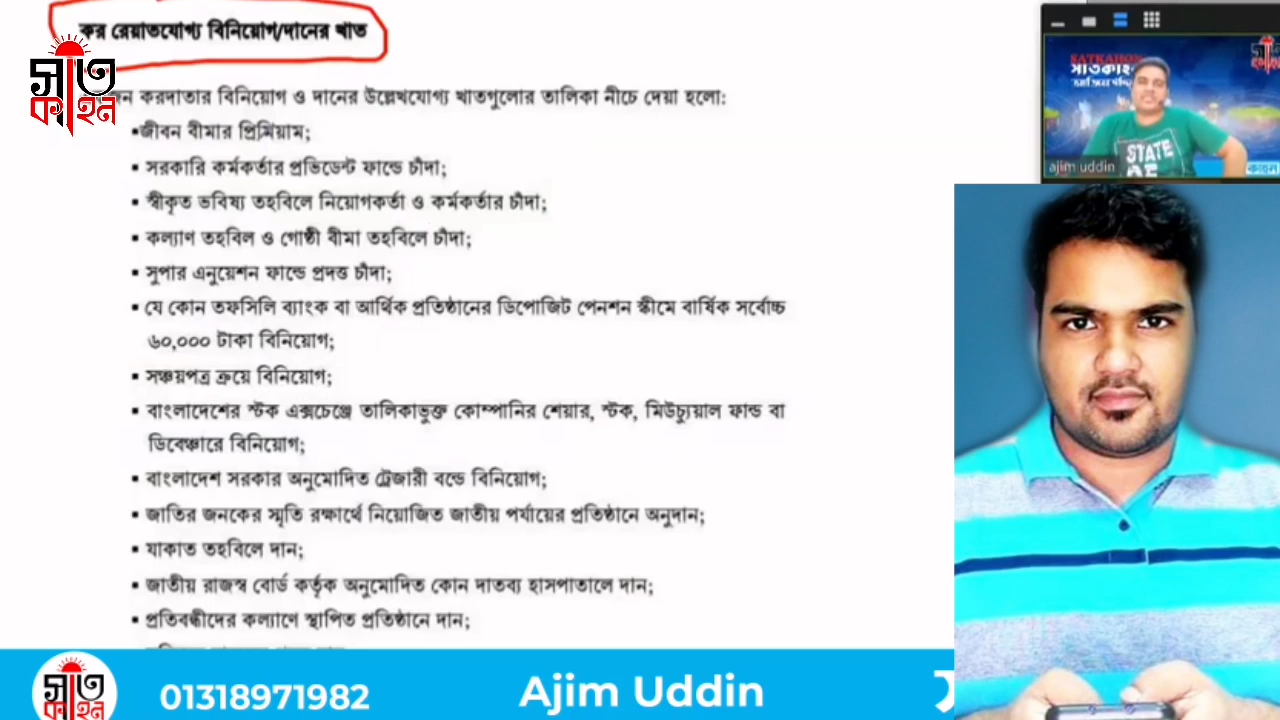 কর রেয়াতযোগ্য বিনিয়োগ/দানের খাত
করদাতার বিনিয়োগ ও দানের উল্লেখযোগ্য খাতগুলোর তালিকা নীচে দেয়া হলো:
▪জীবন বীমার প্রিমিয়াম;
▪ সরকারি কর্মকর্তার প্রভিডেন্ট ফান্ডে চাঁদা;
▪ স্বীকৃত ভবিষ্য তহবিলে নিয়োগকর্তা ও কর্মকর্তার চাঁদা;
▪ কল্যাণ তহবিল ও গোষ্ঠী বীমা তহবিলে চাঁদা;
▪ সুপার এনুয়েশন ফান্ডে প্রদত্ত চাঁদা;
▪ যে কোন তফসিলি ব্যাংক বা আর্থিক প্রতিষ্ঠানের ডিপোজিট পেনশন স্কীমে বার্ষিক সর্বোচ্চ
৬০,০০০ টাকা বিনিয়োগ;
▪ সঞ্চয়পত্র ক্রয়ে বিনিয়োগ;
▪ বাংলাদেশের স্টক এক্সচেঞ্জে তালিকাভুক্ত কোম্পানির শেয়ার, স্টক, মিউচ্যুয়াল ফান্ড বা
ডিবেঞ্চারে বিনিয়োগ;
▪ বাংলাদেশ সরকার অনুমোদিত ট্রেজারী বন্ডে বিনিয়োগ;
▪ জাতির জনকের স্মৃতি রক্ষার্থে নিয়োজিত জাতীয় পর্যায়ের প্রতিষ্ঠানে অনুদান;
▪ যাকাত তহবিলে দান;
▪ জাতীয় রাজস্ব বোর্ড কর্তৃক অনুমোদিত কোন দাতব্য হাসপাতালে দান;
▪ প্রতিবন্ধীদের কল্যাণে স্থাপিত প্রতিষ্ঠানে দান;
সাত
কাহন
SATKAHON
সাতকাহন
STATE
ajim uddin
কাহন
সাত
কাহন
01318971982
Ajim Uddin